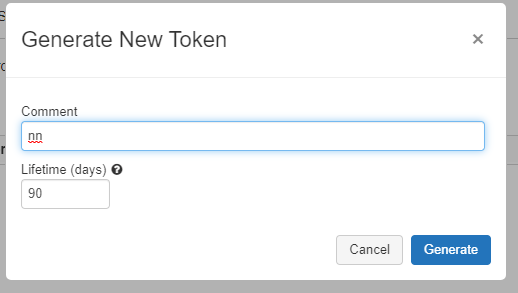 Generate New Token
×
Comment
nn
Lifetime (days)
90
Cancel Generate